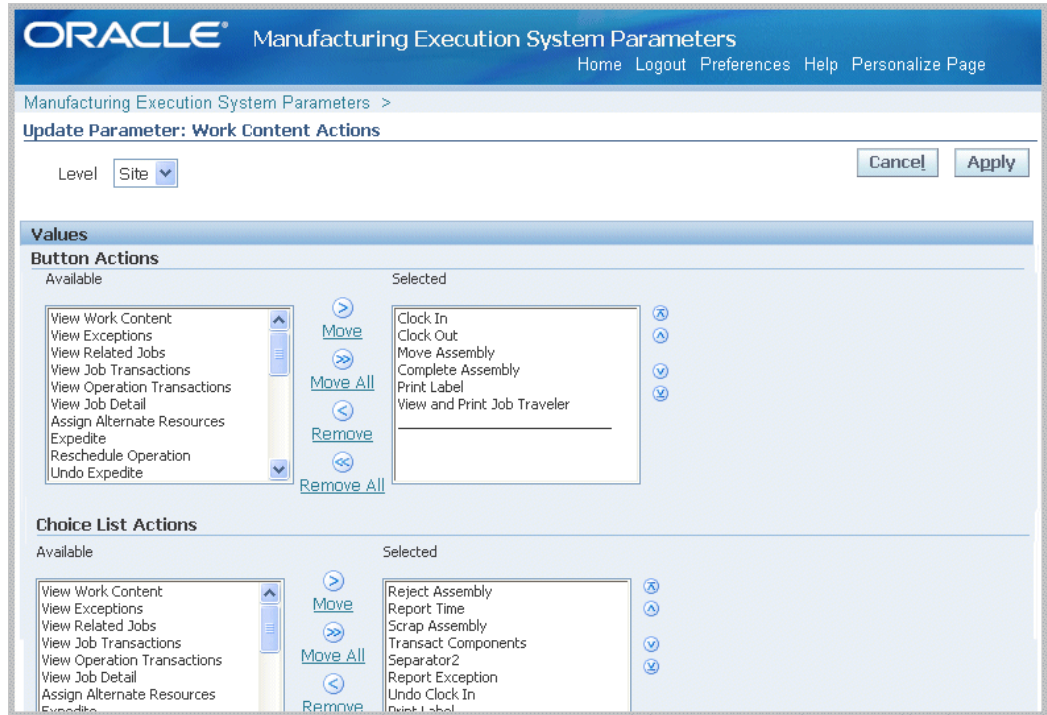 ORACLE® Manufacturing Execution System Parameters
Home Logout Preferences Help Personalize Page
Manufacturing Execution System Parameters >
Update Parameter: Work Content Actions
Level Site Cancel Apply
Values
Button Actions
Available Selected
View Work Content
View Exceptions
View Related Jobs
View Job Transactions
View Operation Transactions
View Job Detail
Assign Alternate Resources
Expedite
Reschedule Operation
Undo Expedite
Move
Move All
Remove
Remove All
Clock In
Clock Out
Move Assembly
Complete Assembly
Print Label
View and Print Job Traveler
Choice List Actions
Available Selected
View Work Content
View Exceptions
View Related Jobs
View Job Transactions
View Operation Transactions
View Job Detail
Assign Alternate Resources
Expedite
Move
Move All
Remove
Reject Assembly
Report Time
Scrap Assembly
Transact Components
Separator2
Report Exception
Undo Clock In
Print Label